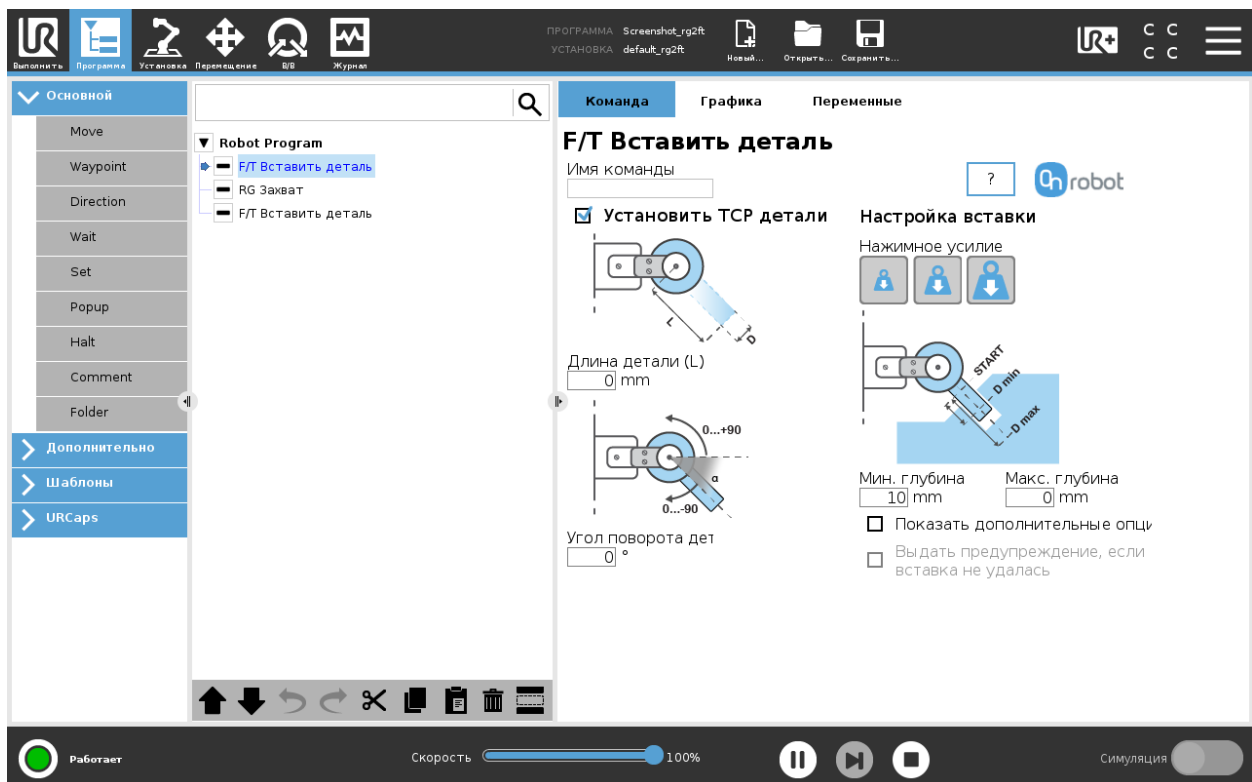 ПРОГРАММА Screenshot_rg2ft
УСТАНОВКА default_rg2ft
UR
Выполнить
Программа
Установка
Перемещение
В/В
Журнал
Новый...
Открыть...
Сохранить...
UR+
C C
C C
Основной
Move
Waypoint
Direction
Wait
Set
Popup
Halt
Comment
Folder
Дополнительно
Шаблоны
URCaps
Robot Program
F/T Вставить деталь
RG Захват
F/T Вставить деталь
Команда Графика Переменные
F/T Вставить деталь
Имя команды
?
On robot
Установить TCP детали
L
D
Длина детали (L)
0 mm
0...+90
α
0...-90
Угол поворота дет
0 °
Настройка вставки
Нажимное усилие
START
D min
F
D max
Мин. глубина Макс. глубина
10 mm 0 mm
Показать дополнительные опци
Выдать предупреждение, если
вставка не удалась
Работает
Скорость 100%
Симуляция